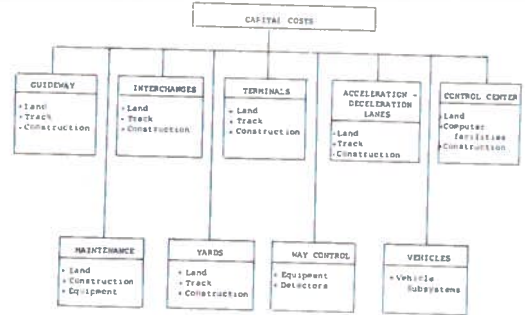 CAPITAL COSTS
GUIDEWAY
• Land
• Track
• Construction
INTERCHANGES
• Land
• Track
• Construction
TERMINALS
• Land
• Track
• Construction
ACCELERATION -
DECELERATION
LANES
• Land
• Track
• Construction
CONTROL CENTER
• Land
• Computer
facilities
• Construction
MAINTENANCE
• Land
• Construction
• Equipment
YARDS
• Land
• Track
• Construction
WAY CONTROL
• Equipment
• Detectors
VEHICLES
• Vehicle
Subsystems